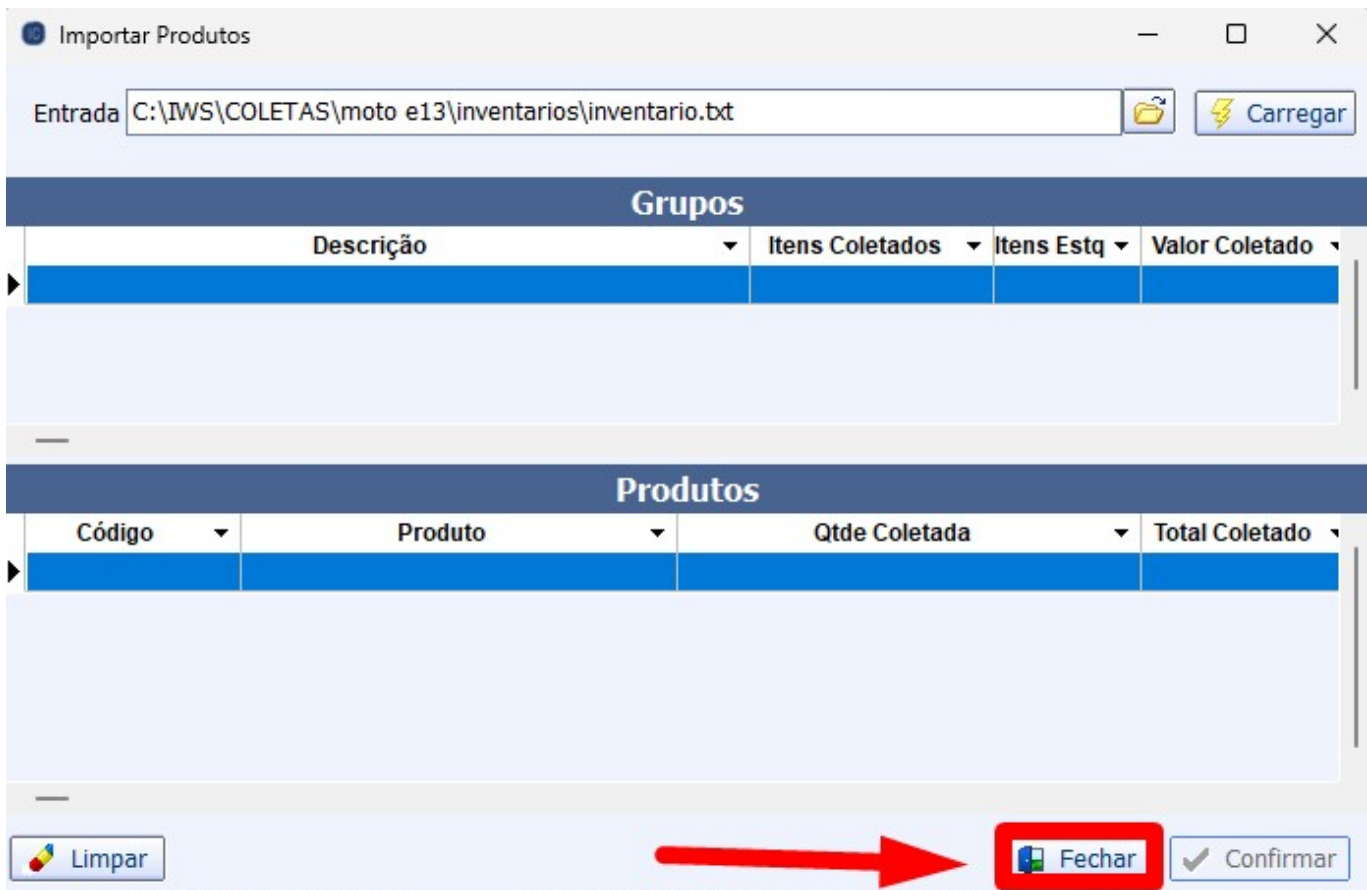 Importar Produtos
Entrada C:\IWS\COLETAS\moto e13\inventarios\inventario.txt Carregar
Grupos
Descrição Itens Coletados Itens Estq Valor Coletado
Produtos
Código Produto Qtde Coletada Total Coletado
Limpar Fechar Confirmar